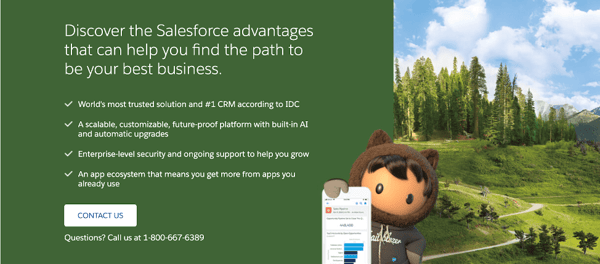 Discover the Salesforce advantages
that can help you find the path to
be your best business.
World's most trusted solution and #1 CRM according to IDC
A scalable, customizable, future-proof platform with built-in AI
and automatic upgrades
Enterprise-level security and ongoing support to help you grow
An app ecosystem that means you get more from apps you
already use
CONTACT US
Questions? Call us at 1-800-667-6389